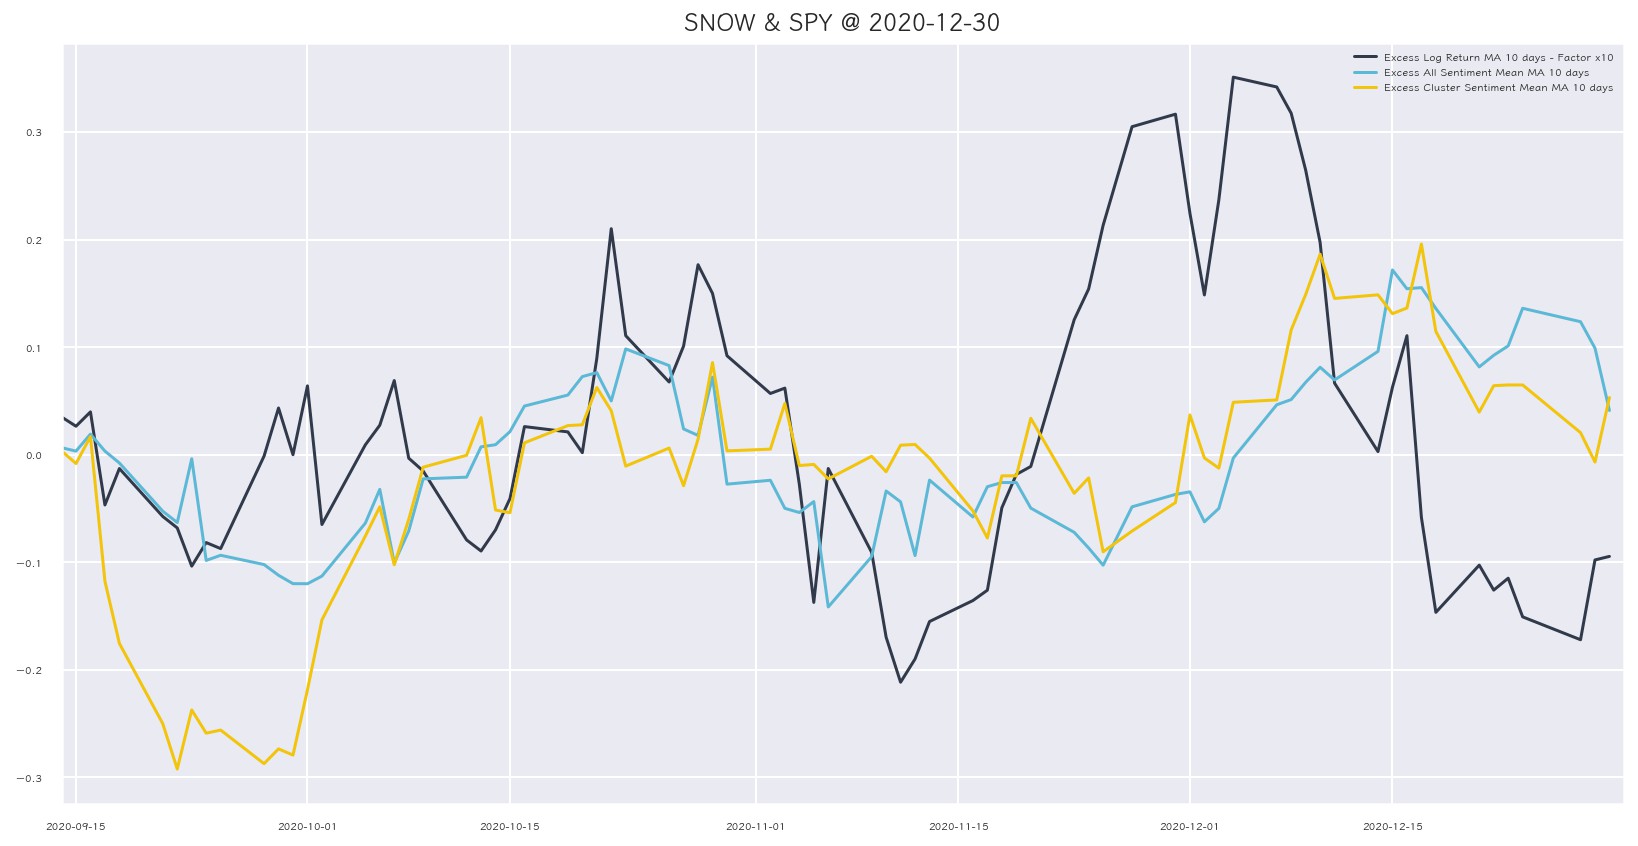 SNOW & SPY @ 2020-12-30
Excess Log Return MA 10 days - Factor x10
Excess All Sentiment Mean MA 10 days
Excess Cluster Sentiment Mean MA 10 days
0.3
0.2
0.1
0.0
−0.1
−0.2
−0.3
2020-09-15 2020-10-01 2020-10-15 2020-11-01 2020-11-15 2020-12-01 2020-12-15